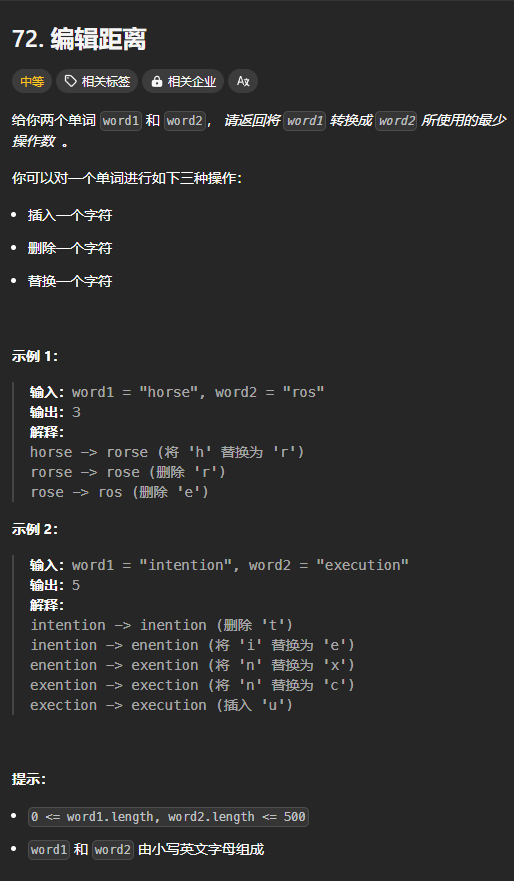 72. 编辑距离
中等 相关标签 相关企业 Az
给你两个单词 word1 和 word2， 请返回将 word1 转换成 word2 所使用的最少
操作数 。
你可以对一个单词进行如下三种操作：
• 插入一个字符
• 删除一个字符
• 替换一个字符
示例 1：
输入：word1 = "horse", word2 = "ros"
输出：3
解释：
horse -> rorse (将 'h' 替换为 'r')
rorse -> rose (删除 'r')
rose -> ros (删除 'e')
示例 2：
输入：word1 = "intention", word2 = "execution"
输出：5
解释：
intention -> inention (删除 't')
inention -> enention (将 'i' 替换为 'e')
enention -> exention (将 'n' 替换为 'x')
exention -> exection (将 'n' 替换为 'c')
exection -> execution (插入 'u')
提示：
• 0 <= word1.length, word2.length <= 500
• word1 和 word2 由小写英文字母组成